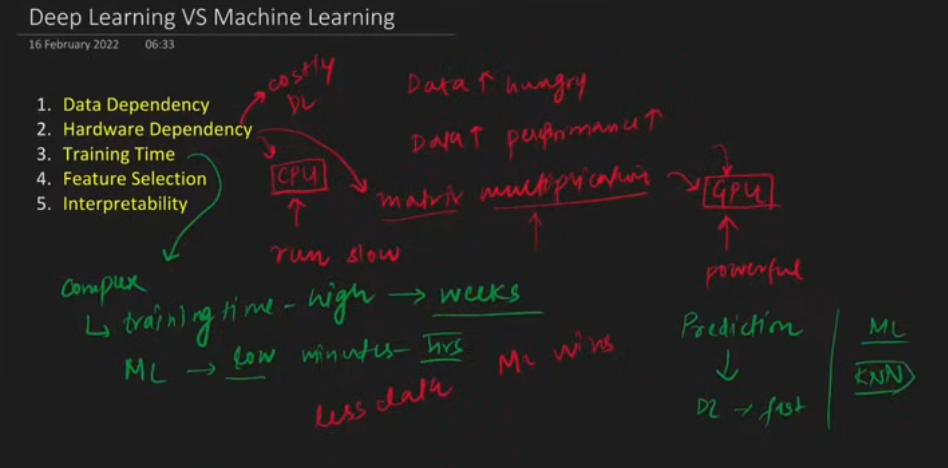 Deep Learning VS Machine Learning
16 February 2022 06:33
1. Data Dependency
2. Hardware Dependency
3. Training Time
4. Feature Selection
5. Interpretability
costly
DL
Data ↑ hungry
Data ↑ performance ↑
CPU
matrix multiplication
GPU
run slow
powerful
complex
↳ training time - high → weeks
ML → low minutes - hrs
less data
ML wins
Prediction
↓
DL → fast
ML
KNN